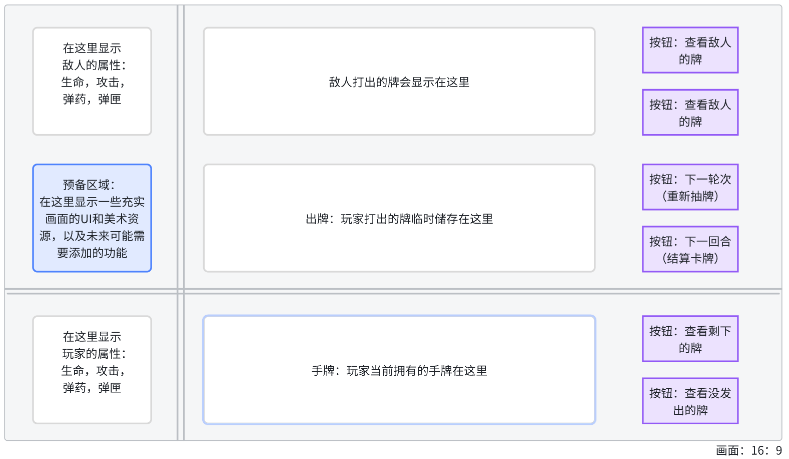 在这里显示
敌人的属性：
生命，攻击，
弹药，弹匣
敌人打出的牌会显示在这里
按钮：查看敌人
的牌
按钮：查看敌人
的牌
预备区域：
在这里显示一些充实
画面的UI和美术资
源，以及未来可能需
要添加的功能
出牌：玩家打出的牌临时储存在这里
按钮：下一轮次
（重新抽牌）
按钮：下一回合
（结算卡牌）
在这里显示
玩家的属性：
生命，攻击，
弹药，弹匣
手牌：玩家当前拥有的手牌在这里
按钮：查看剩下
的牌
按钮：查看没发
出的牌
画面：16：9